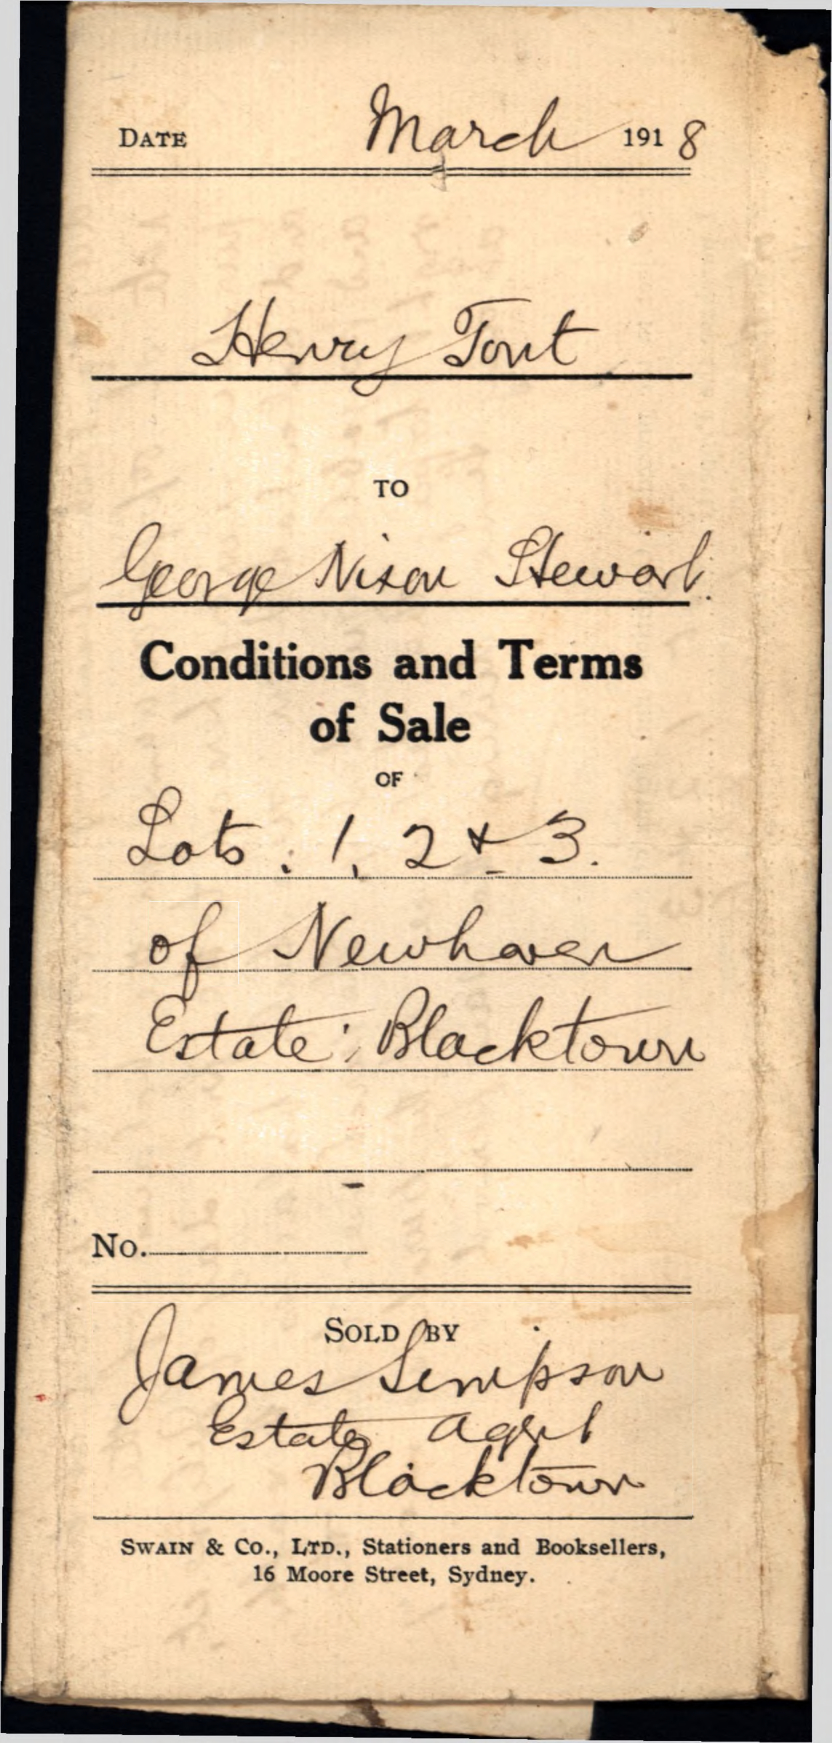 DATE March 1918
Henry Tout
TO
George Nixon Stewart.
Conditions and Terms
of Sale
OF
Lots. 1, 2 & 3.
of Newhaven
Estate: Blacktown
No.
SOLD BY
James Simpson
Estate Agent
Blacktown
SWAIN & CO., LTD., Stationers and Booksellers,
16 Moore Street, Sydney.